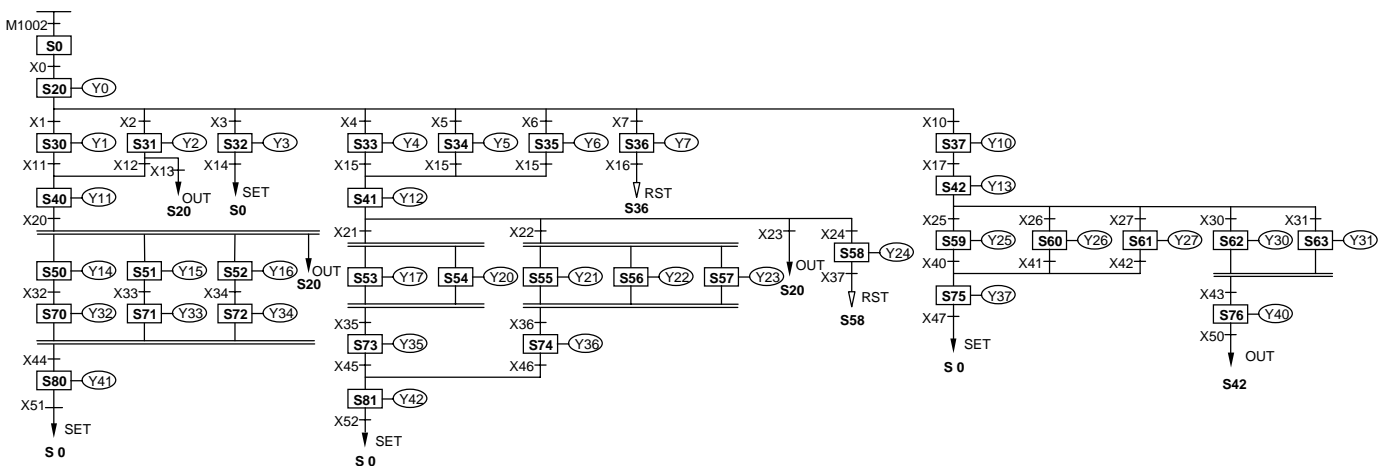 M1002
S0
X0
S20 Y0
X1 X2 X3 X4 X5 X6 X7 X10
S30 Y1 S31 Y2 S32 Y3 S33 Y4 S34 Y5 S35 Y6 S36 Y7 S37 Y10
X11 X12 X13 X14 X15 X15 X15 X16 X17
OUT SET RST
S40 Y11 S20 S0 S41 Y12 S36 S42 Y13
X20 X21 X22 X23 X24 X25 X26 X27 X30 X31
S59 Y25 S60 Y26 S61 Y27 S62 Y30 S63 Y31
S58 Y24
S50 Y14 S51 Y15 S52 Y16 OUT S53 Y17 S54 Y20 S55 Y21 S56 Y22 S57 Y23 OUT X37 X40 X41 X42
S20 S20
X32 X33 X34 RST X43
S70 Y32 S71 Y33 S72 Y34 S58 S75 Y37 S76 Y40
X35 X36 X47 X50
S73 Y35 S74 Y36 SET OUT
X44 X45 X46 S 0
S80 Y41 S42
S81 Y42
X51 X52
SET SET
S 0 S 0